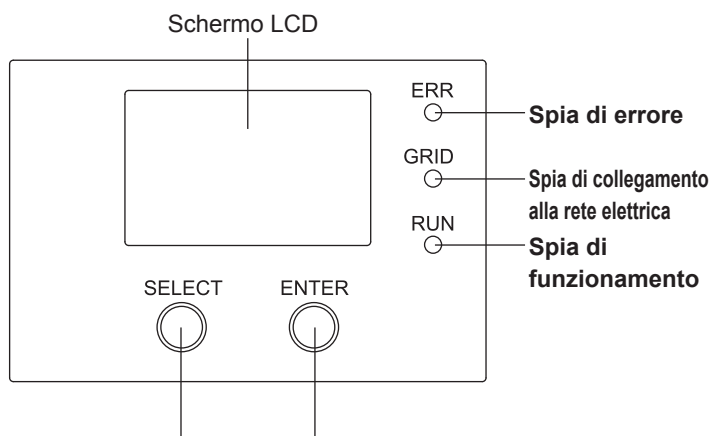 Schermo LCD
ERR
Spia di errore
GRID
Spia di collegamento
alla rete elettrica
RUN
Spia di
funzionamento
SELECT
ENTER